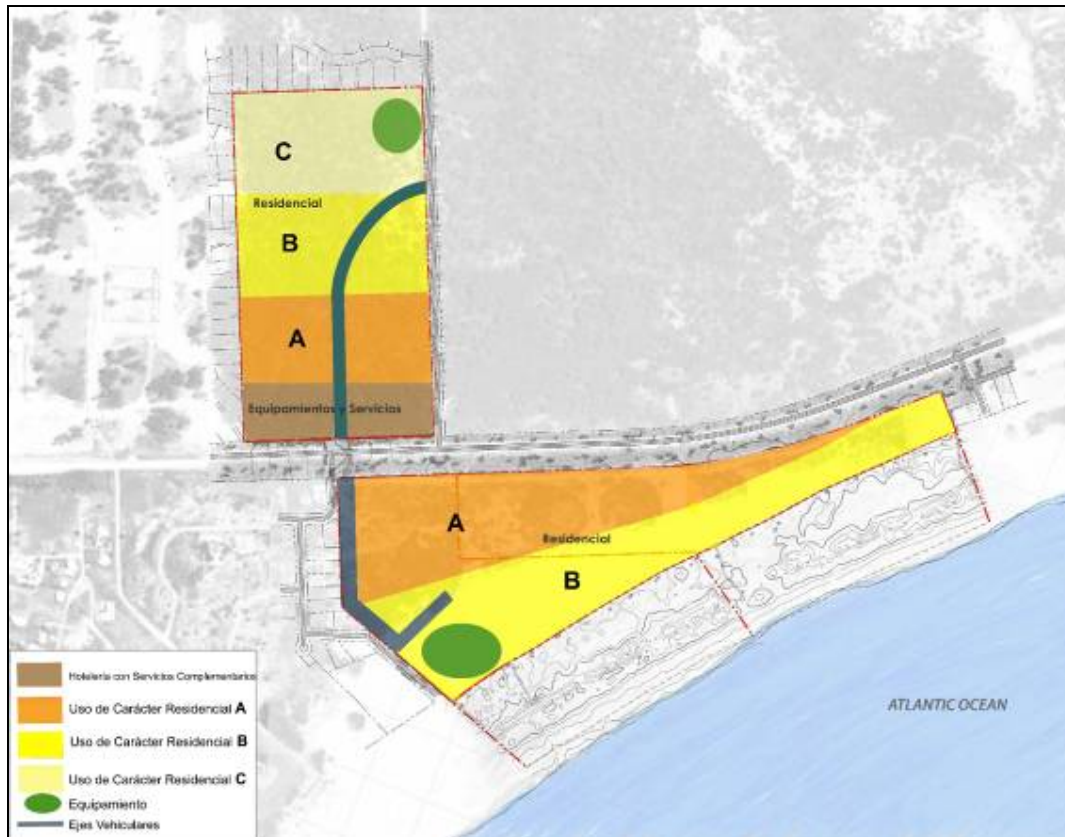 C
Residencial
B
A
Equipamientos y Servicios
A
Residencial
B
ATLANTIC OCEAN
Hotelería con Servicios Complementarios
Uso de Carácter Residencial A
Uso de Carácter Residencial B
Uso de Carácter Residencial C
Equipamiento
Ejes Vehiculares